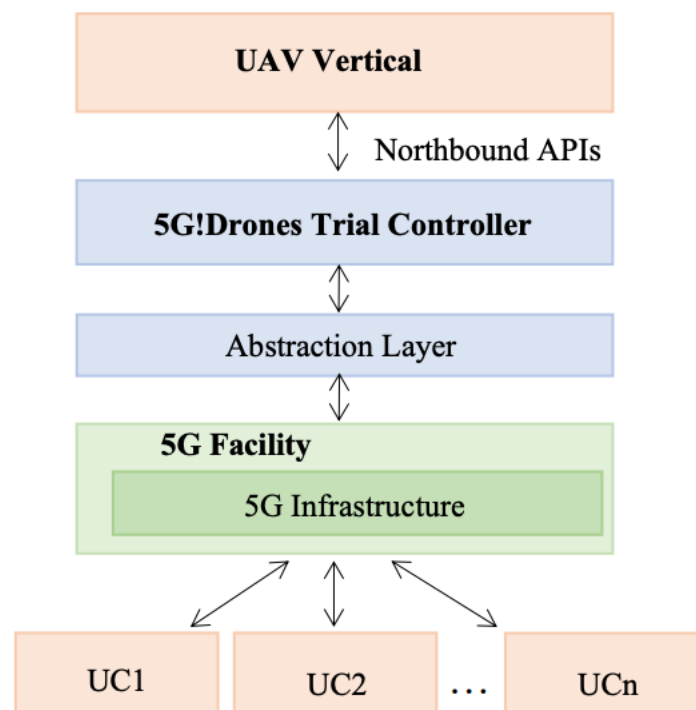 UAV Vertical
Northbound APIs
5G!Drones Trial Controller
Abstraction Layer
5G Facility
5G Infrastructure
UC1
UC2
...
UCn